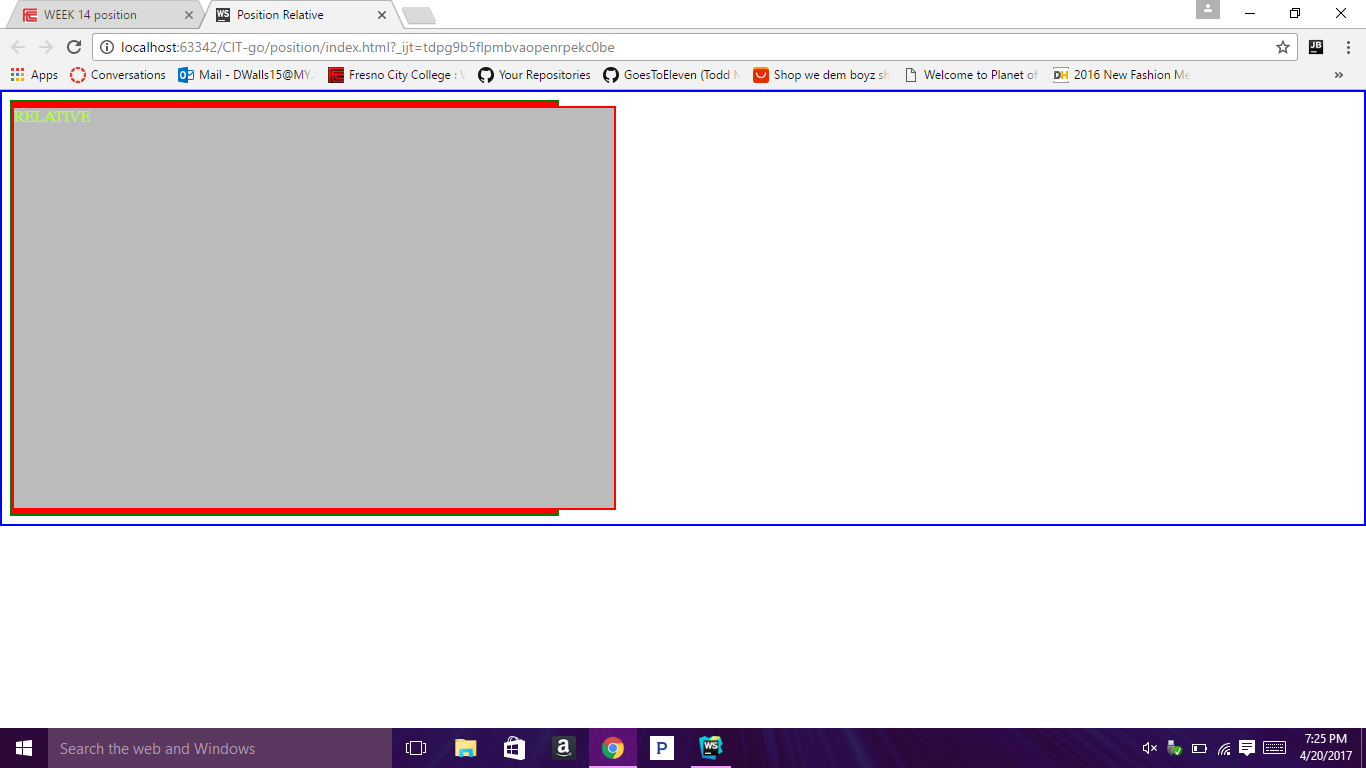 WEEK 14 position
WS Position Relative
localhost:63342/CIT-go/position/index.html?_ijt=tdpg9b5flpmbvaopenrpekc0be
JB
Apps Conversations Mail - DWalls15@MY. Fresno City College : Your Repositories GoesToEleven (Todd Shop we dem boyz sh Welcome to Planet of DH 2016 New Fashion Me »
RELATIVE
Search the web and Windows
a
P
WS
7:25 PM
4/20/2017